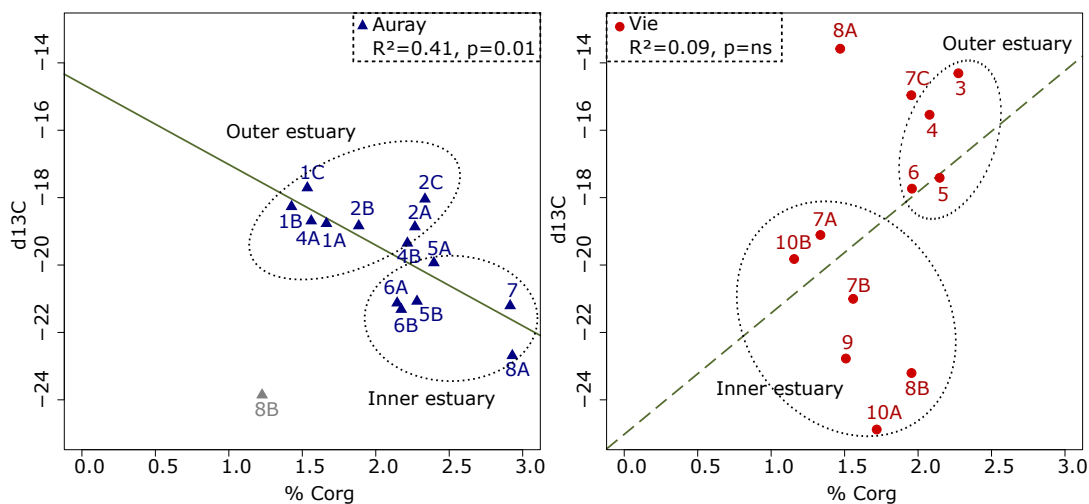 Auray
R²=0.41, p=0.01
Outer estuary
1C
2C
1B
2B
2A
4A
1A
4B
5A
6A
7
5B
6B
8A
Inner estuary
8B
−14
−16
−18
−20
−22
−24
d13C
0.0 0.5 1.0 1.5 2.0 2.5 3.0
% Corg
Vie
R²=0.09, p=ns
8A
Outer estuary
7C
3
4
6
5
7A
10B
7B
9
8B
Inner estuary
10A
−14
−16
−18
−20
−22
−24
d13C
0.0 0.5 1.0 1.5 2.0 2.5 3.0
% Corg